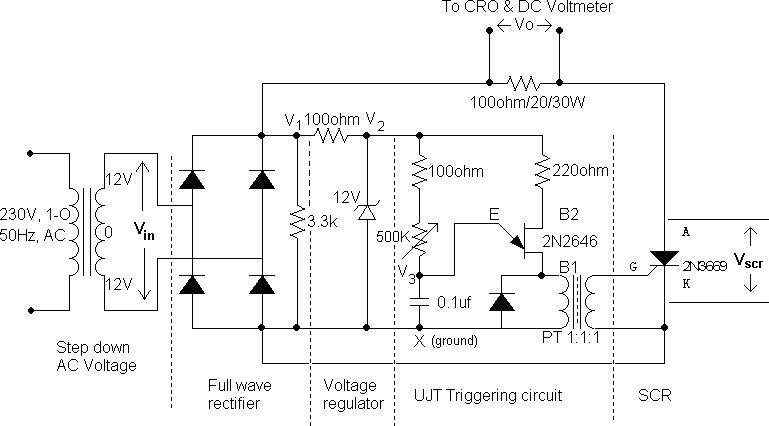 To CRO & DC Voltmeter
Vo
100ohm/20/30W
V1
100ohm
V2
12V
230V, 1-O
50Hz, AC
0
Vin
12V
3.3k
12V
100ohm
220ohm
500K
E
B2
2N2646
V3
B1
0.1uf
X (ground)
PT 1:1:1
A
G
2N3669
K
Vscr
Step down
AC Voltage
Full wave
rectifier
Voltage
regulator
UJT Triggering circuit
SCR